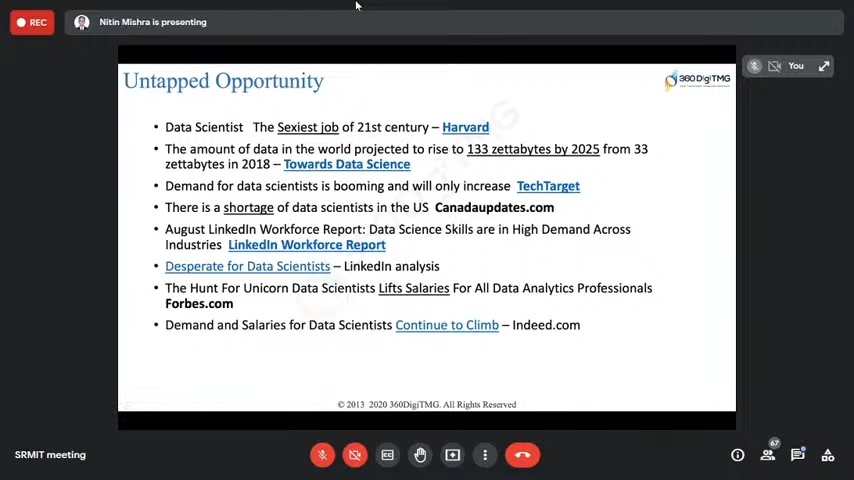 REC
Nitin Mishra is presenting
Untapped Opportunity
360DigiTMG
You
• Data Scientist The Sexiest job of 21st century – Harvard
• The amount of data in the world projected to rise to 133 zettabytes by 2025 from 33
zettabytes in 2018 – Towards Data Science
• Demand for data scientists is booming and will only increase TechTarget
• There is a shortage of data scientists in the US Canadaupdates.com
• August LinkedIn Workforce Report: Data Science Skills are in High Demand Across
Industries LinkedIn Workforce Report
• Desperate for Data Scientists – LinkedIn analysis
• The Hunt For Unicorn Data Scientists Lifts Salaries For All Data Analytics Professionals
Forbes.com
• Demand and Salaries for Data Scientists Continue to Climb – Indeed.com
© 2013 2020 360DigiTMG. All Rights Reserved
SRMIT meeting
CC
67